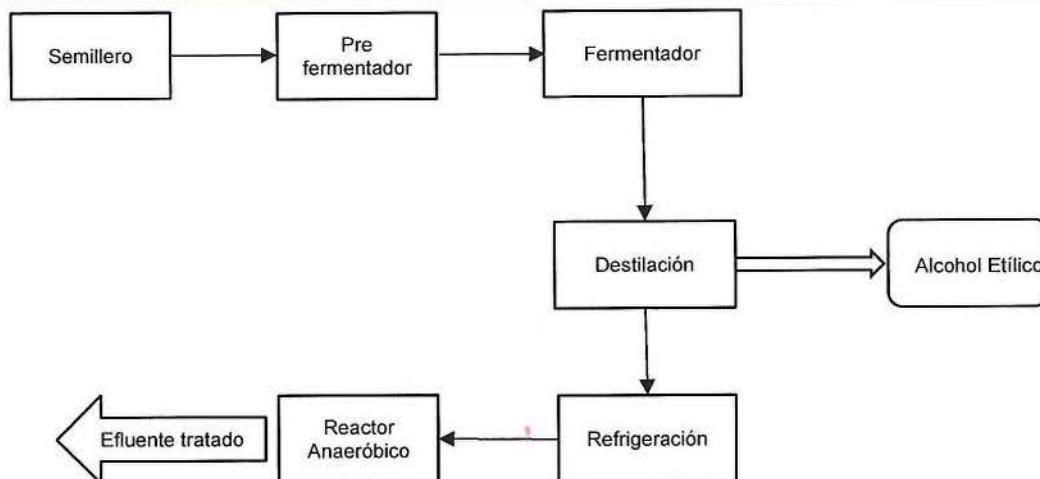 Semillero
Pre
fermentador
Fermentador
Destilación
Alcohol Etílico
Efluente tratado
Reactor
Anaeróbico
Refrigeración